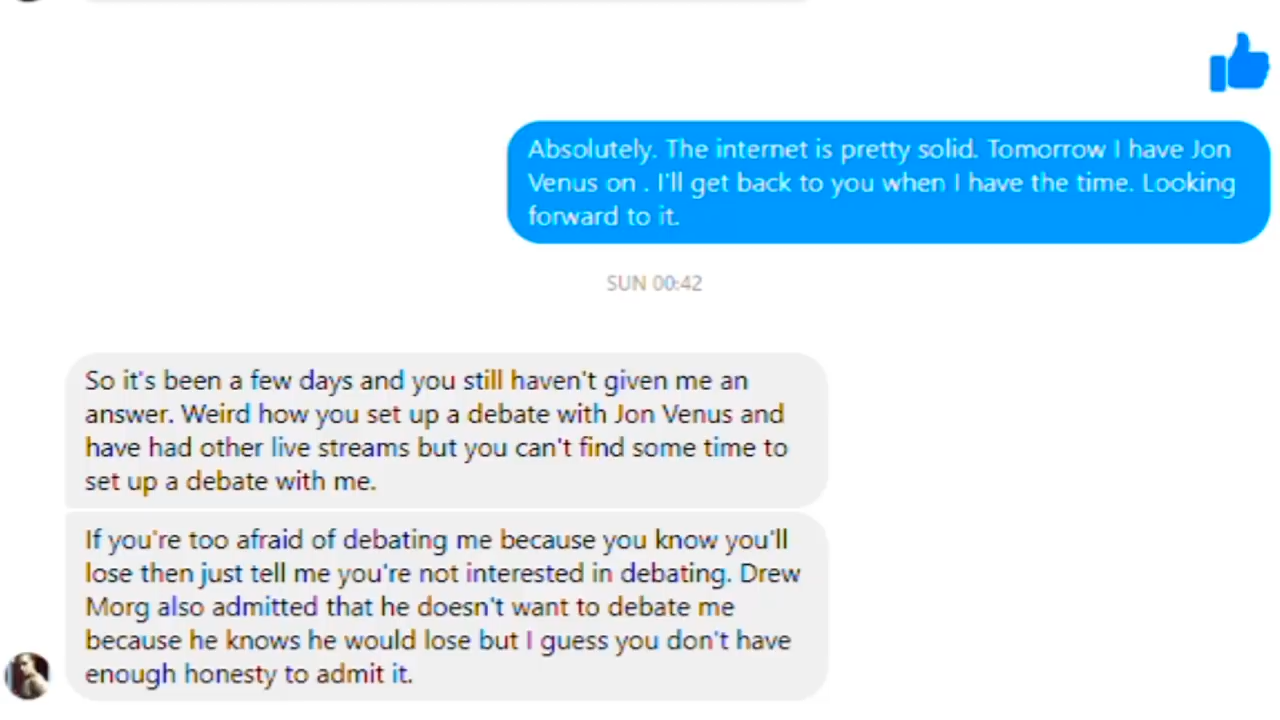 Absolutely. The internet is pretty solid. Tomorrow I have Jon
Venus on . I'll get back to you when I have the time. Looking
forward to it.
SUN 00:42
So it's been a few days and you still haven't given me an
answer. Weird how you set up a debate with Jon Venus and
have had other live streams but you can't find some time to
set up a debate with me.
If you're too afraid of debating me because you know you'll
lose then just tell me you're not interested in debating. Drew
Morg also admitted that he doesn't want to debate me
because he knows he would lose but I guess you don't have
enough honesty to admit it.